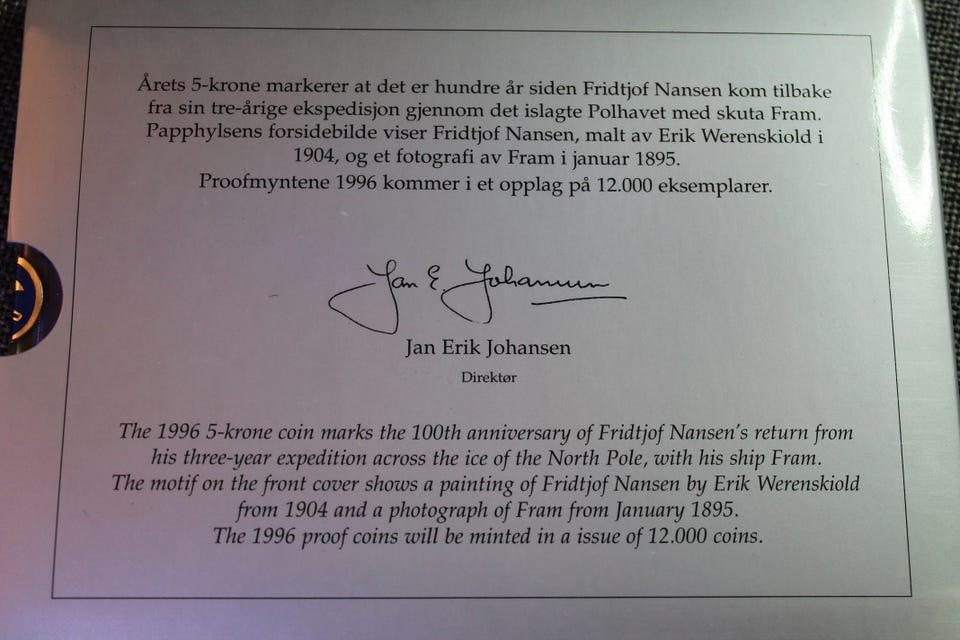 Årets 5-krone markerer at det er hundre år siden Fridtjof Nansen kom tilbake
fra sin tre-årige ekspedisjon gjennom det islagte Polhavet med skuta Fram.
Papphylsens forsidebilde viser Fridtjof Nansen, malt av Erik Werenskiold i
1904, og et fotografi av Fram i januar 1895.
Proofmyntene 1996 kommer i et opplag på 12.000 eksemplarer.
Jan E. Johansen
Jan Erik Johansen
Direktør
The 1996 5-krone coin marks the 100th anniversary of Fridtjof Nansen's return from
his three-year expedition across the ice of the North Pole, with his ship Fram.
The motif on the front cover shows a painting of Fridtjof Nansen by Erik Werenskiold
from 1904 and a photograph of Fram from January 1895.
The 1996 proof coins will be minted in a issue of 12.000 coins.